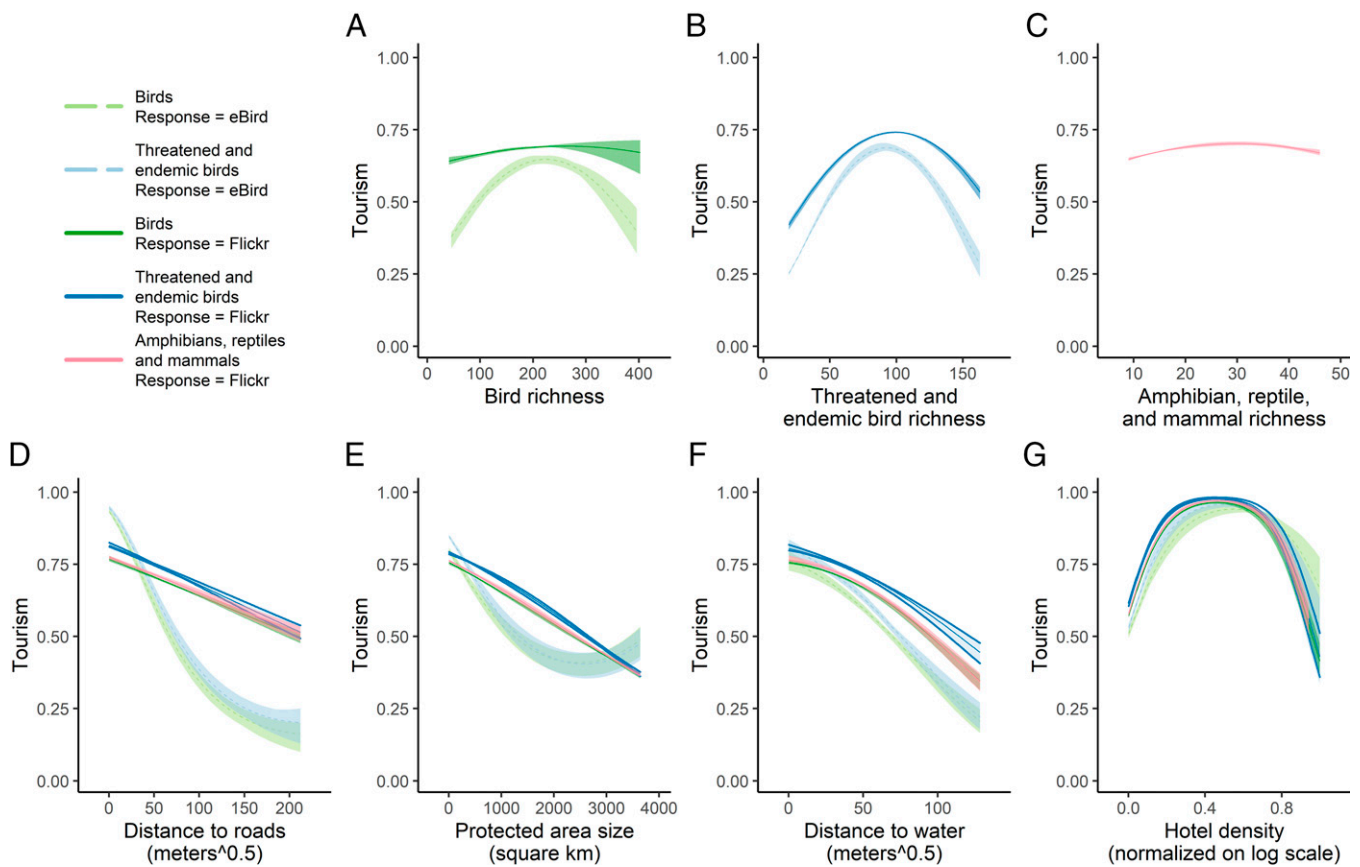 Birds
Response = eBird
Threatened and
endemic birds
Response = eBird
Birds
Response = Flickr
Threatened and
endemic birds
Response = Flickr
Amphibians, reptiles
and mammals
Response = Flickr
A
1.00
0.75
0.50
0.25
0.00
Tourism
0 100 200 300 400
Bird richness
B
1.00
0.75
0.50
0.25
0.00
Tourism
0 50 100 150
Threatened and
endemic bird richness
C
1.00
0.75
0.50
0.25
0.00
Tourism
10 20 30 40 50
Amphibian, reptile,
and mammal richness
D
1.00
0.75
0.50
0.25
0.00
Tourism
0 50 100 150 200
Distance to roads
(meters^0.5)
E
1.00
0.75
0.50
0.25
0.00
Tourism
0 1000 2000 3000 4000
Protected area size
(square km)
F
1.00
0.75
0.50
0.25
0.00
Tourism
0 50 100
Distance to water
(meters^0.5)
G
1.00
0.75
0.50
0.25
0.00
Tourism
0.0 0.4 0.8
Hotel density
(normalized on log scale)